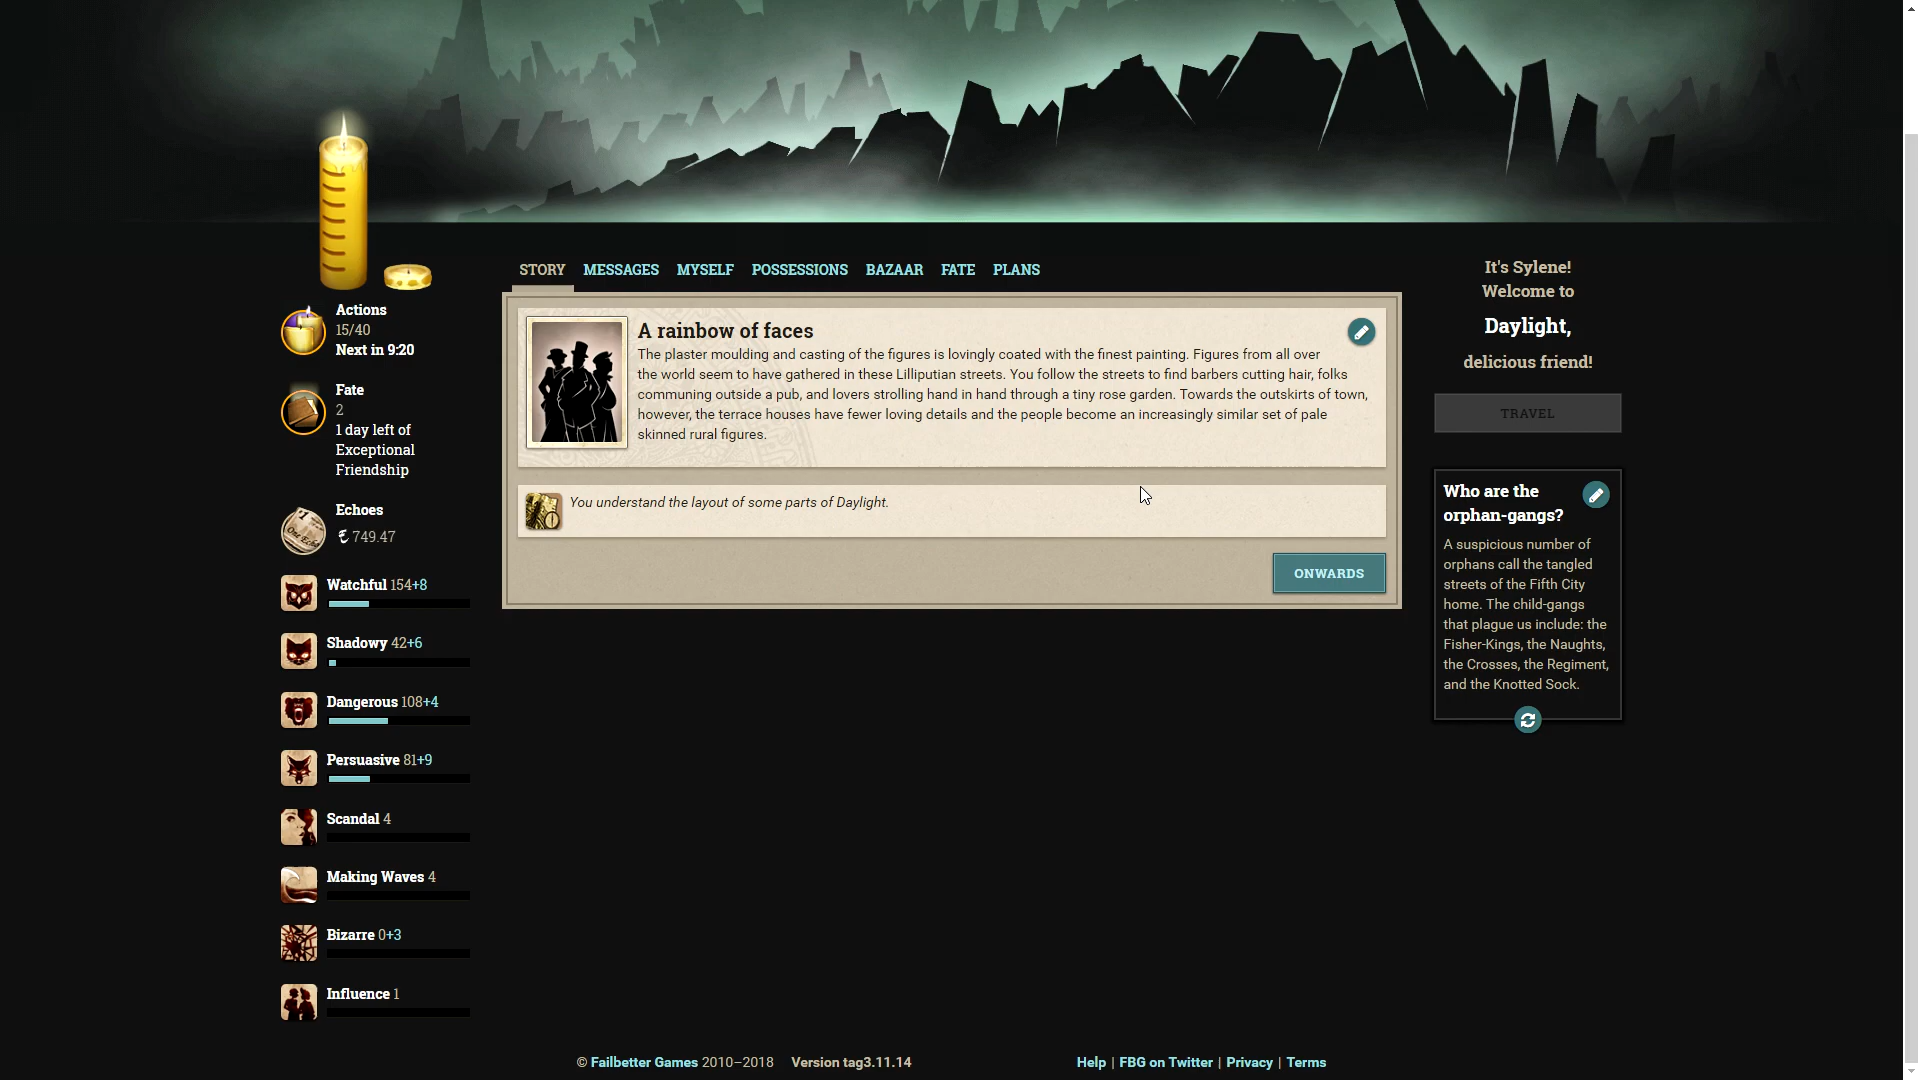 STORY MESSAGES MYSELF POSSESSIONS BAZAAR FATE PLANS
Actions
15/40
Next in 9:20
Fate
2
1 day left of
Exceptional
Friendship
Echoes
749.47
Watchful 154+8
Shadowy 42+6
Dangerous 108+4
Persuasive 81+9
Scandal 4
Making Waves 4
Bizarre 0+3
Influence 1
A rainbow of faces
The plaster moulding and casting of the figures is lovingly coated with the finest painting. Figures from all over
the world seem to have gathered in these Lilliputian streets. You follow the streets to find barbers cutting hair, folks
communing outside a pub, and lovers strolling hand in hand through a tiny rose garden. Towards the outskirts of town,
however, the terrace houses have fewer loving details and the people become an increasingly similar set of pale
skinned rural figures.
You understand the layout of some parts of Daylight.
ONWARDS
It's Sylene!
Welcome to
Daylight,
delicious friend!
TRAVEL
Who are the
orphan-gangs?
A suspicious number of
orphans call the tangled
streets of the Fifth City
home. The child-gangs
that plague us include: the
Fisher-Kings, the Naughts,
the Crosses, the Regiment,
and the Knotted Sock.
© Failbetter Games 2010–2018 Version tag3.11.14
Help | FBG on Twitter | Privacy | Terms